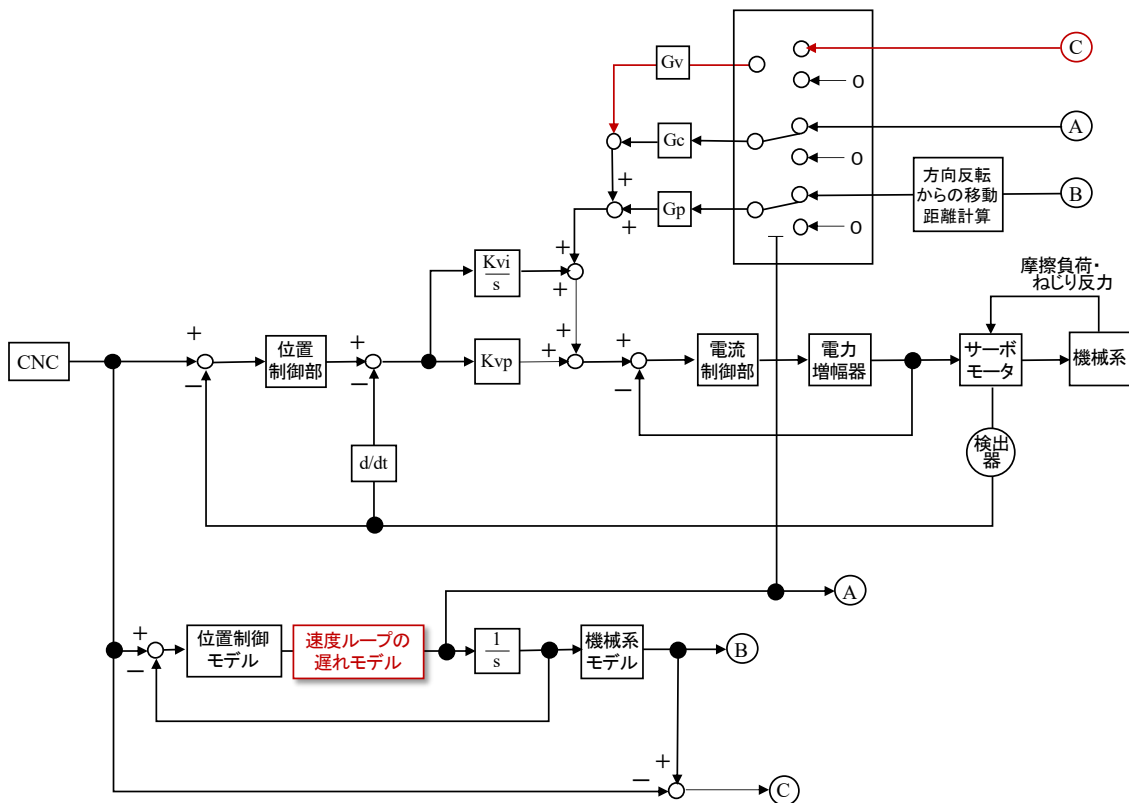 C
Gv
0
A
Gc
0
方向反転
からの移動
距離計算
B
Gp
+
+
0
摩擦負荷・
ねじり反力
Kvi
s
+
+
CNC
+
−
位置
制御部
+
−
Kvp
+
+
+
−
電流
制御部
電力
増幅器
サーボ
モータ
機械系
d/dt
検出
器
A
+
−
位置制御
モデル
速度ループの
遅れモデル
1
s
機械系
モデル
B
+
−
C